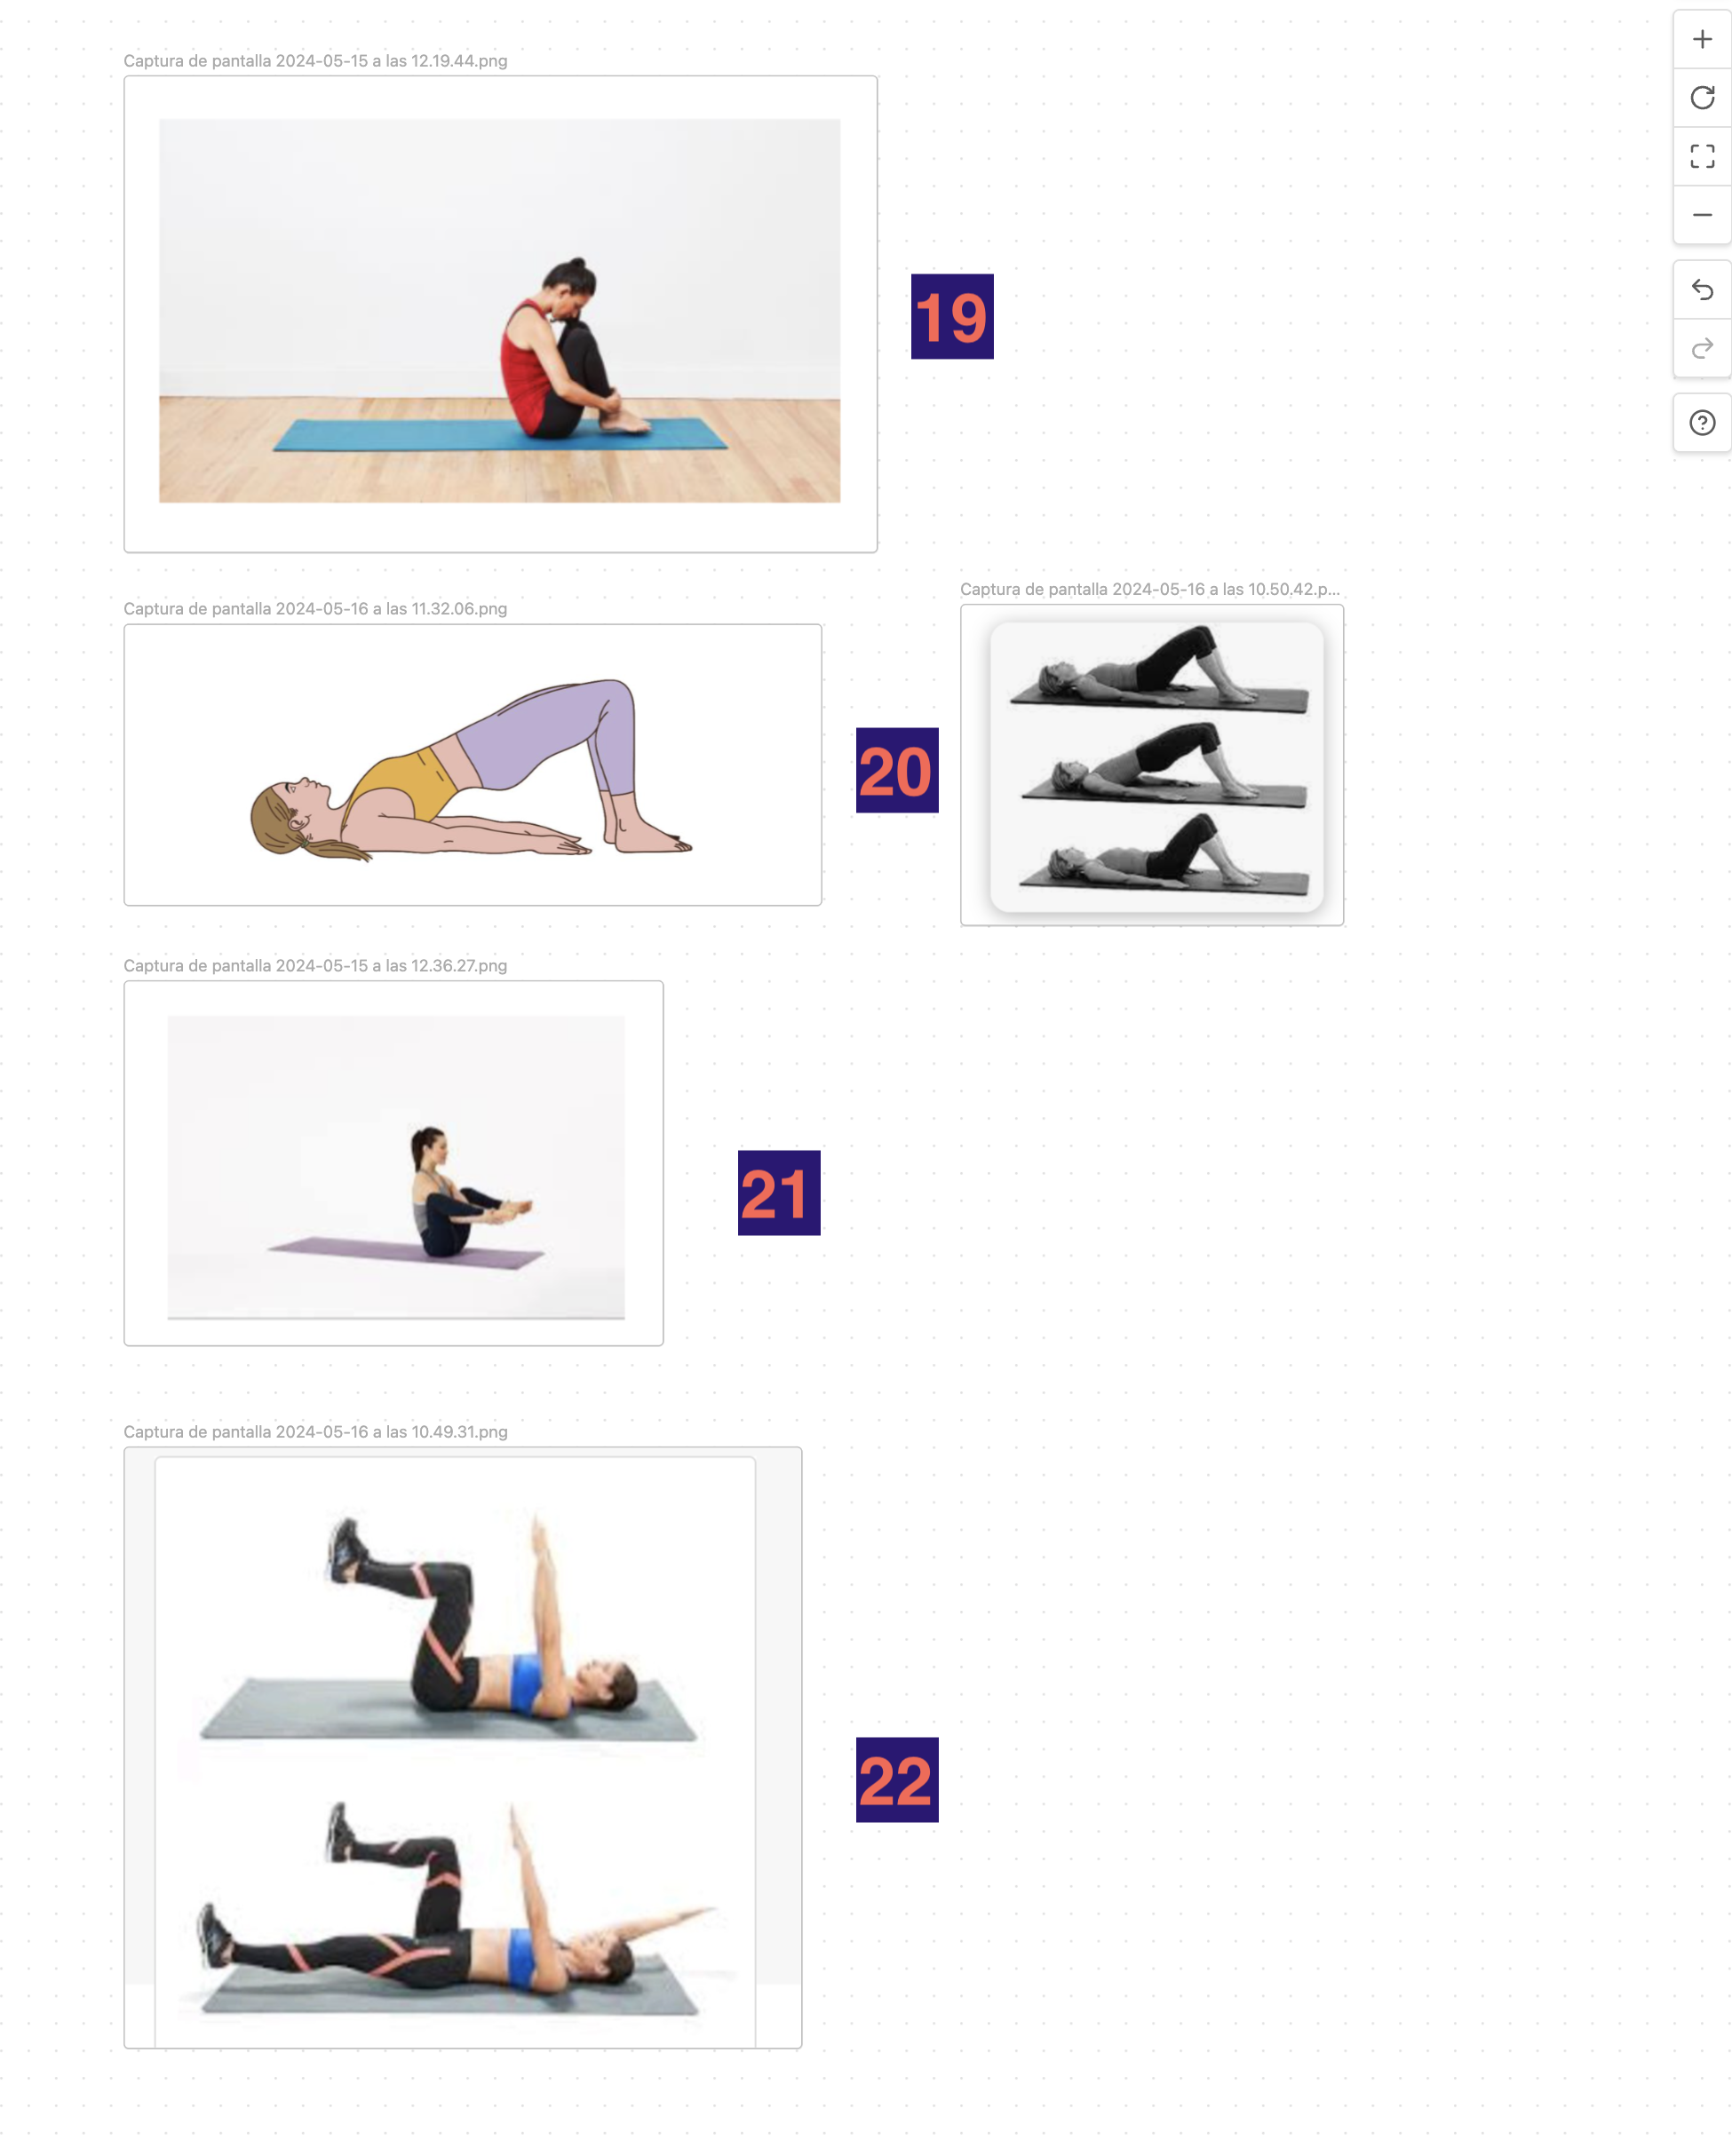 Captura de pantalla 2024-05-15 a las 12.19.44.png
19
Captura de pantalla 2024-05-16 a las 11.32.06.png
Captura de pantalla 2024-05-16 a las 10.50.42.p...
20
Captura de pantalla 2024-05-15 a las 12.36.27.png
21
Captura de pantalla 2024-05-16 a las 10.49.31.png
22